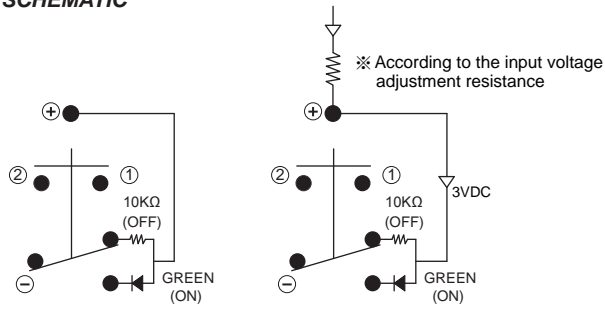 SCHEMATIC
※ According to the input voltage
adjustment resistance
⊕
② ①
10KΩ
(OFF)
⊖
GREEN
(ON)
⊕
② ①
3VDC
10KΩ
(OFF)
⊖
GREEN
(ON)